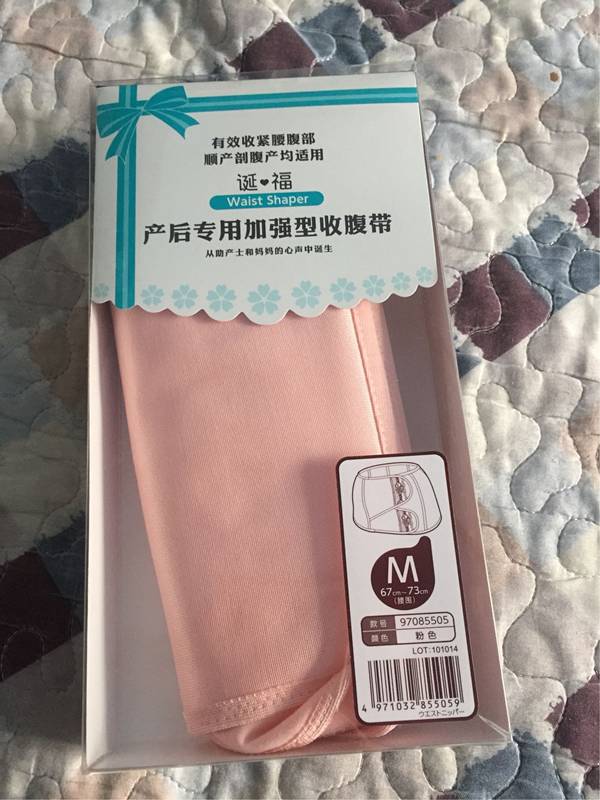 有效收紧腰腹部
顺产剖腹产均适用
诞♥福
Waist Shaper
产后专用加强型收腹带
从助产士和妈妈的心声中诞生
M
67cm~73cm
(腰围)
款号 97085505
颜色 粉色
LOT:101014
4 971032 855059
ウエストニッパー